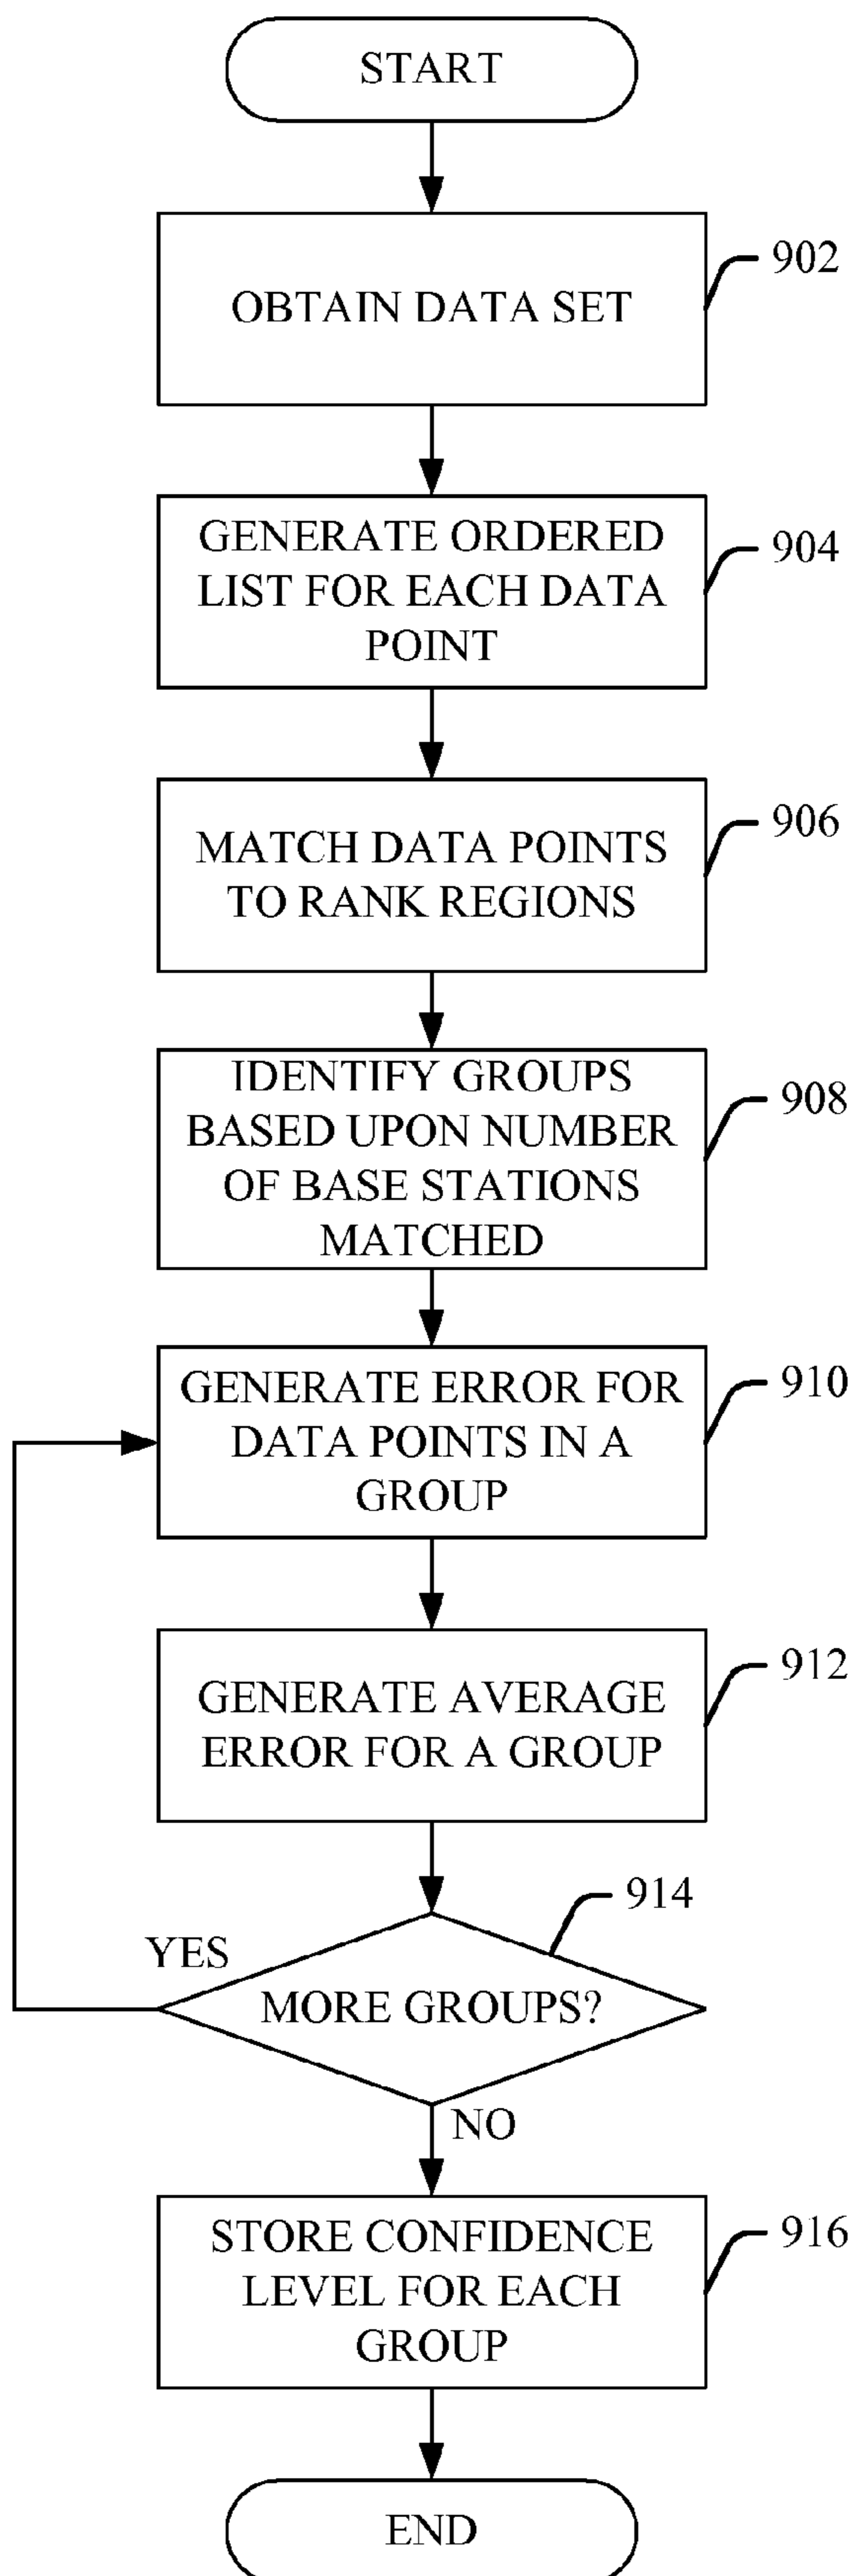 START
OBTAIN DATA SET
902
GENERATE ORDERED
LIST FOR EACH DATA
POINT
904
MATCH DATA POINTS
TO RANK REGIONS
906
IDENTIFY GROUPS
BASED UPON NUMBER
OF BASE STATIONS
MATCHED
908
GENERATE ERROR FOR
DATA POINTS IN A
GROUP
910
GENERATE AVERAGE
ERROR FOR A GROUP
912
914
YES
MORE GROUPS?
NO
STORE CONFIDENCE
LEVEL FOR EACH
GROUP
916
END